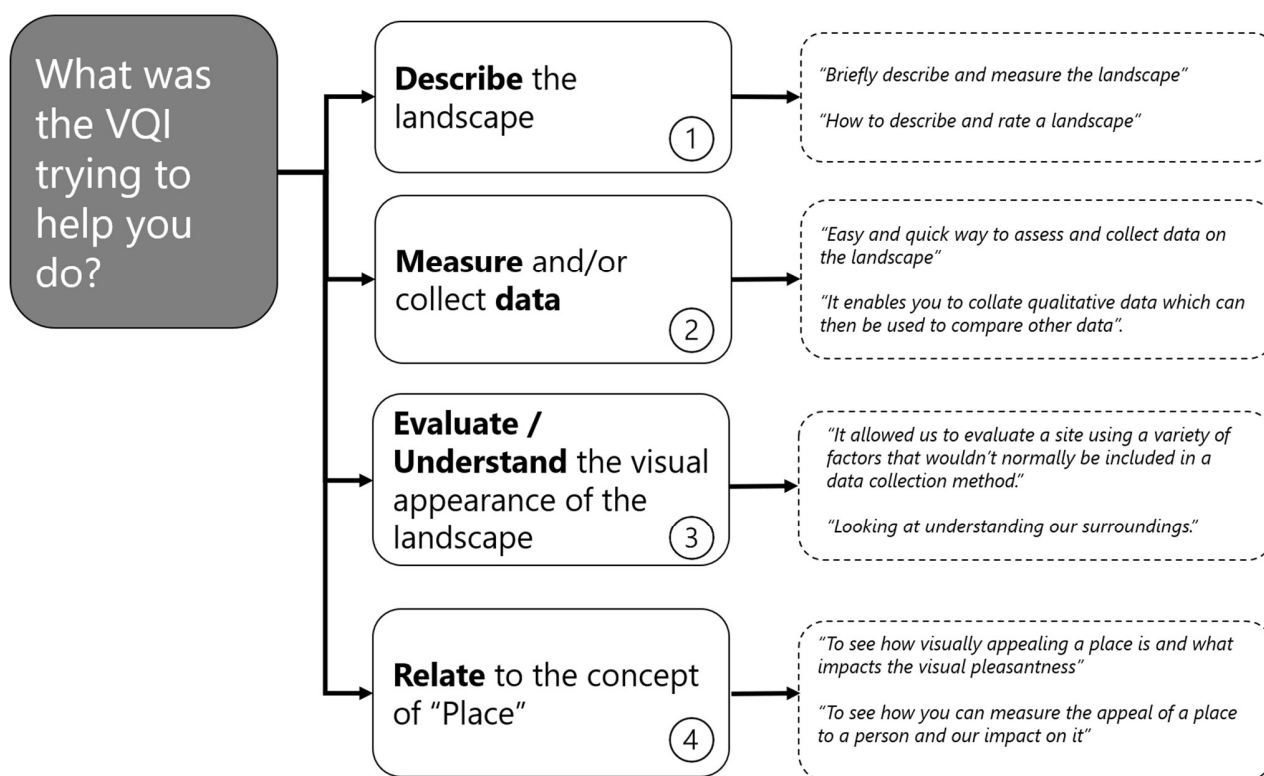 What was
the VQI
trying to
help you
do?
Describe the
landscape
1
“Briefly describe and measure the landscape”
“How to describe and rate a landscape”
Measure and/or
collect data
2
“Easy and quick way to assess and collect data on
the landscape”
“It enables you to collate qualitative data which can
then be used to compare other data”.
Evaluate /
Understand the visual
appearance of the
landscape
3
“It allowed us to evaluate a site using a variety of
factors that wouldn’t normally be included in a
data collection method.”
“Looking at understanding our surroundings.”
Relate to the concept
of “Place”
4
“To see how visually appealing a place is and what
impacts the visual pleasantness”
“To see how you can measure the appeal of a place
to a person and our impact on it”